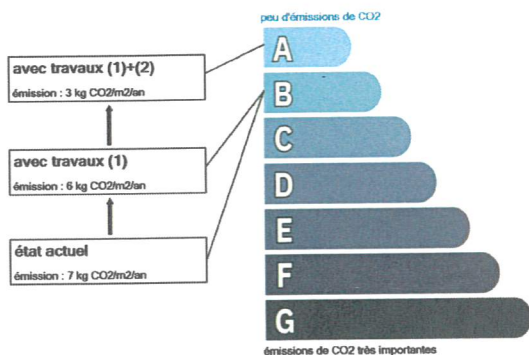 peu d'émissions de CO2
A
avec travaux (1)+(2)
émission : 3 kg CO2/m2/an
B
C
avec travaux (1)
émission : 6 kg CO2/m2/an
D
E
état actuel
émission : 7 kg CO2/m2/an
F
G
émissions de CO2 très importantes